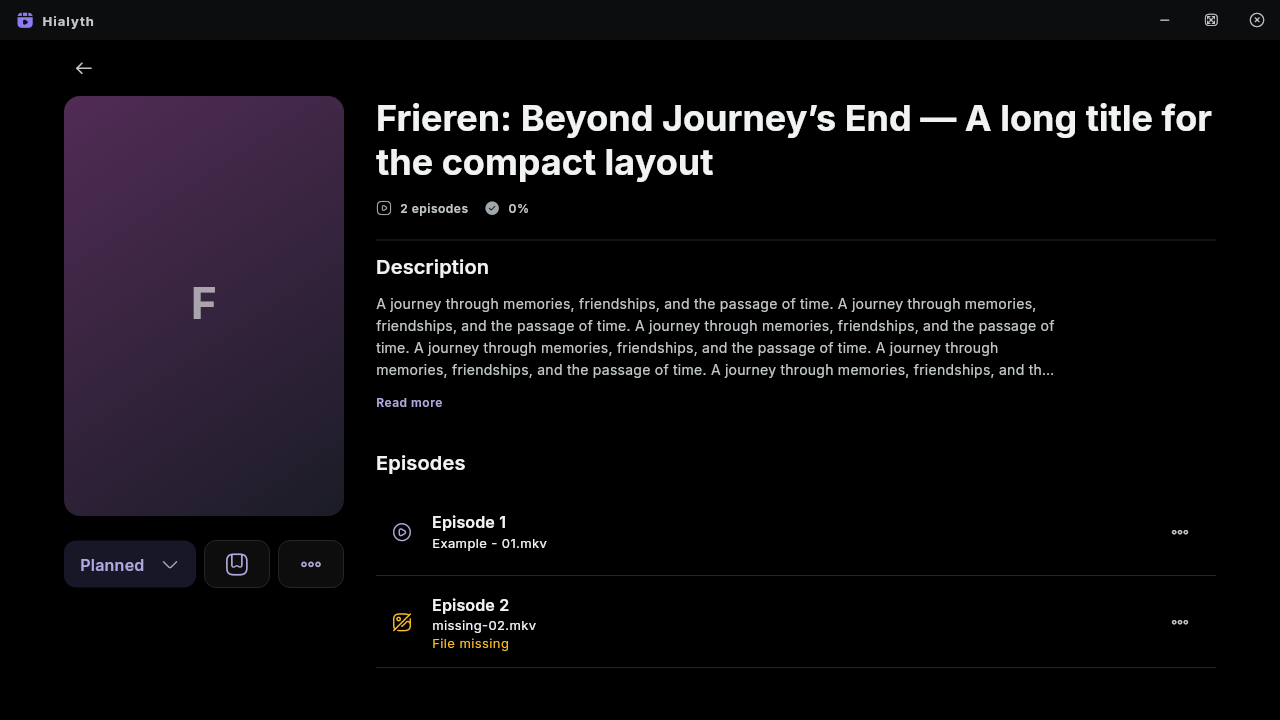 Hialyth
Frieren: Beyond Journey’s End — A long title for
the compact layout
2 episodes 0%
Description
A journey through memories, friendships, and the passage of time. A journey through memories,
friendships, and the passage of time. A journey through memories, friendships, and the passage of
time. A journey through memories, friendships, and the passage of time. A journey through
memories, friendships, and the passage of time. A journey through memories, friendships, and th...
Read more
F
Planned
Episodes
Episode 1
Example - 01.mkv
Episode 2
missing-02.mkv
File missing